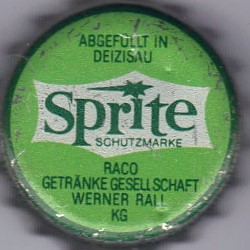 ABGEFÜLLT IN
DEIZISAU
Sprite
SCHUTZMARKE
RACO
GETRÄNKE GESELLSCHAFT
WERNER RALL
KG